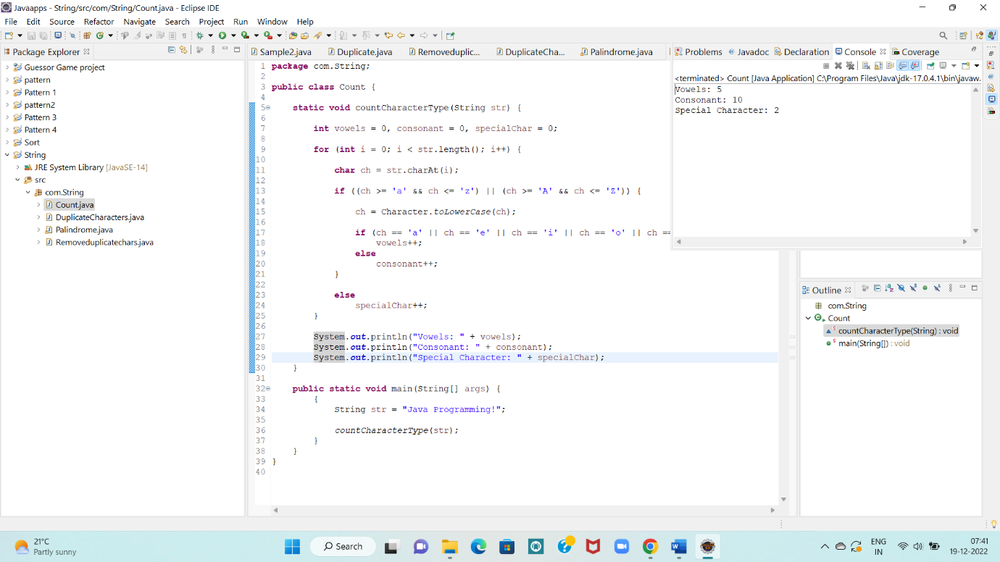 Javaapps - String/src/com/String/Count.java - Eclipse IDE
File Edit Source Refactor Navigate Search Project Run Window Help
Package Explorer
Guessor Game project
pattern
Pattern 1
pattern2
Pattern 3
Pattern 4
Sort
String
JRE System Library [JavaSE-14]
src
com.String
Count.java
DuplicateCharacters.java
Palindrome.java
Removeduplicatechars.java
Sample2.java Duplicate.java Removeduplic... DuplicateCha... Palindrome.java
1 package com.String;
2
3 public class Count {
4
5 static void countCharacterType(String str) {
6
7 int vowels = 0, consonant = 0, specialChar = 0;
8
9 for (int i = 0; i < str.length(); i++) {
10
11 char ch = str.charAt(i);
12
13 if ((ch >= 'a' && ch <= 'z') || (ch >= 'A' && ch <= 'Z')) {
14
15 ch = Character.toLowerCase(ch);
16
17 if (ch == 'a' || ch == 'e' || ch == 'i' || ch == 'o' || ch ==
18 vowels++;
19 else
20 consonant++;
21 }
22
23 else
24 specialChar++;
25 }
26
27 System.out.println("Vowels: " + vowels);
28 System.out.println("Consonant: " + consonant);
29 System.out.println("Special Character: " + specialChar);
30 }
31
32 public static void main(String[] args) {
33 {
34 String str = "Java Programming!";
35
36 countCharacterType(str);
37 }
38 }
39 }
40
Problems Javadoc Declaration Console Coverage
<terminated> Count [Java Application] C:\Program Files\Java\jdk-17.0.4.1\bin\javaw.
Vowels: 5
Consonant: 10
Special Character: 2
Outline
com.String
Count
countCharacterType(String) : void
main(String[]) : void
21°C
Partly sunny
Search
ENG
IN
07:41
19-12-2022